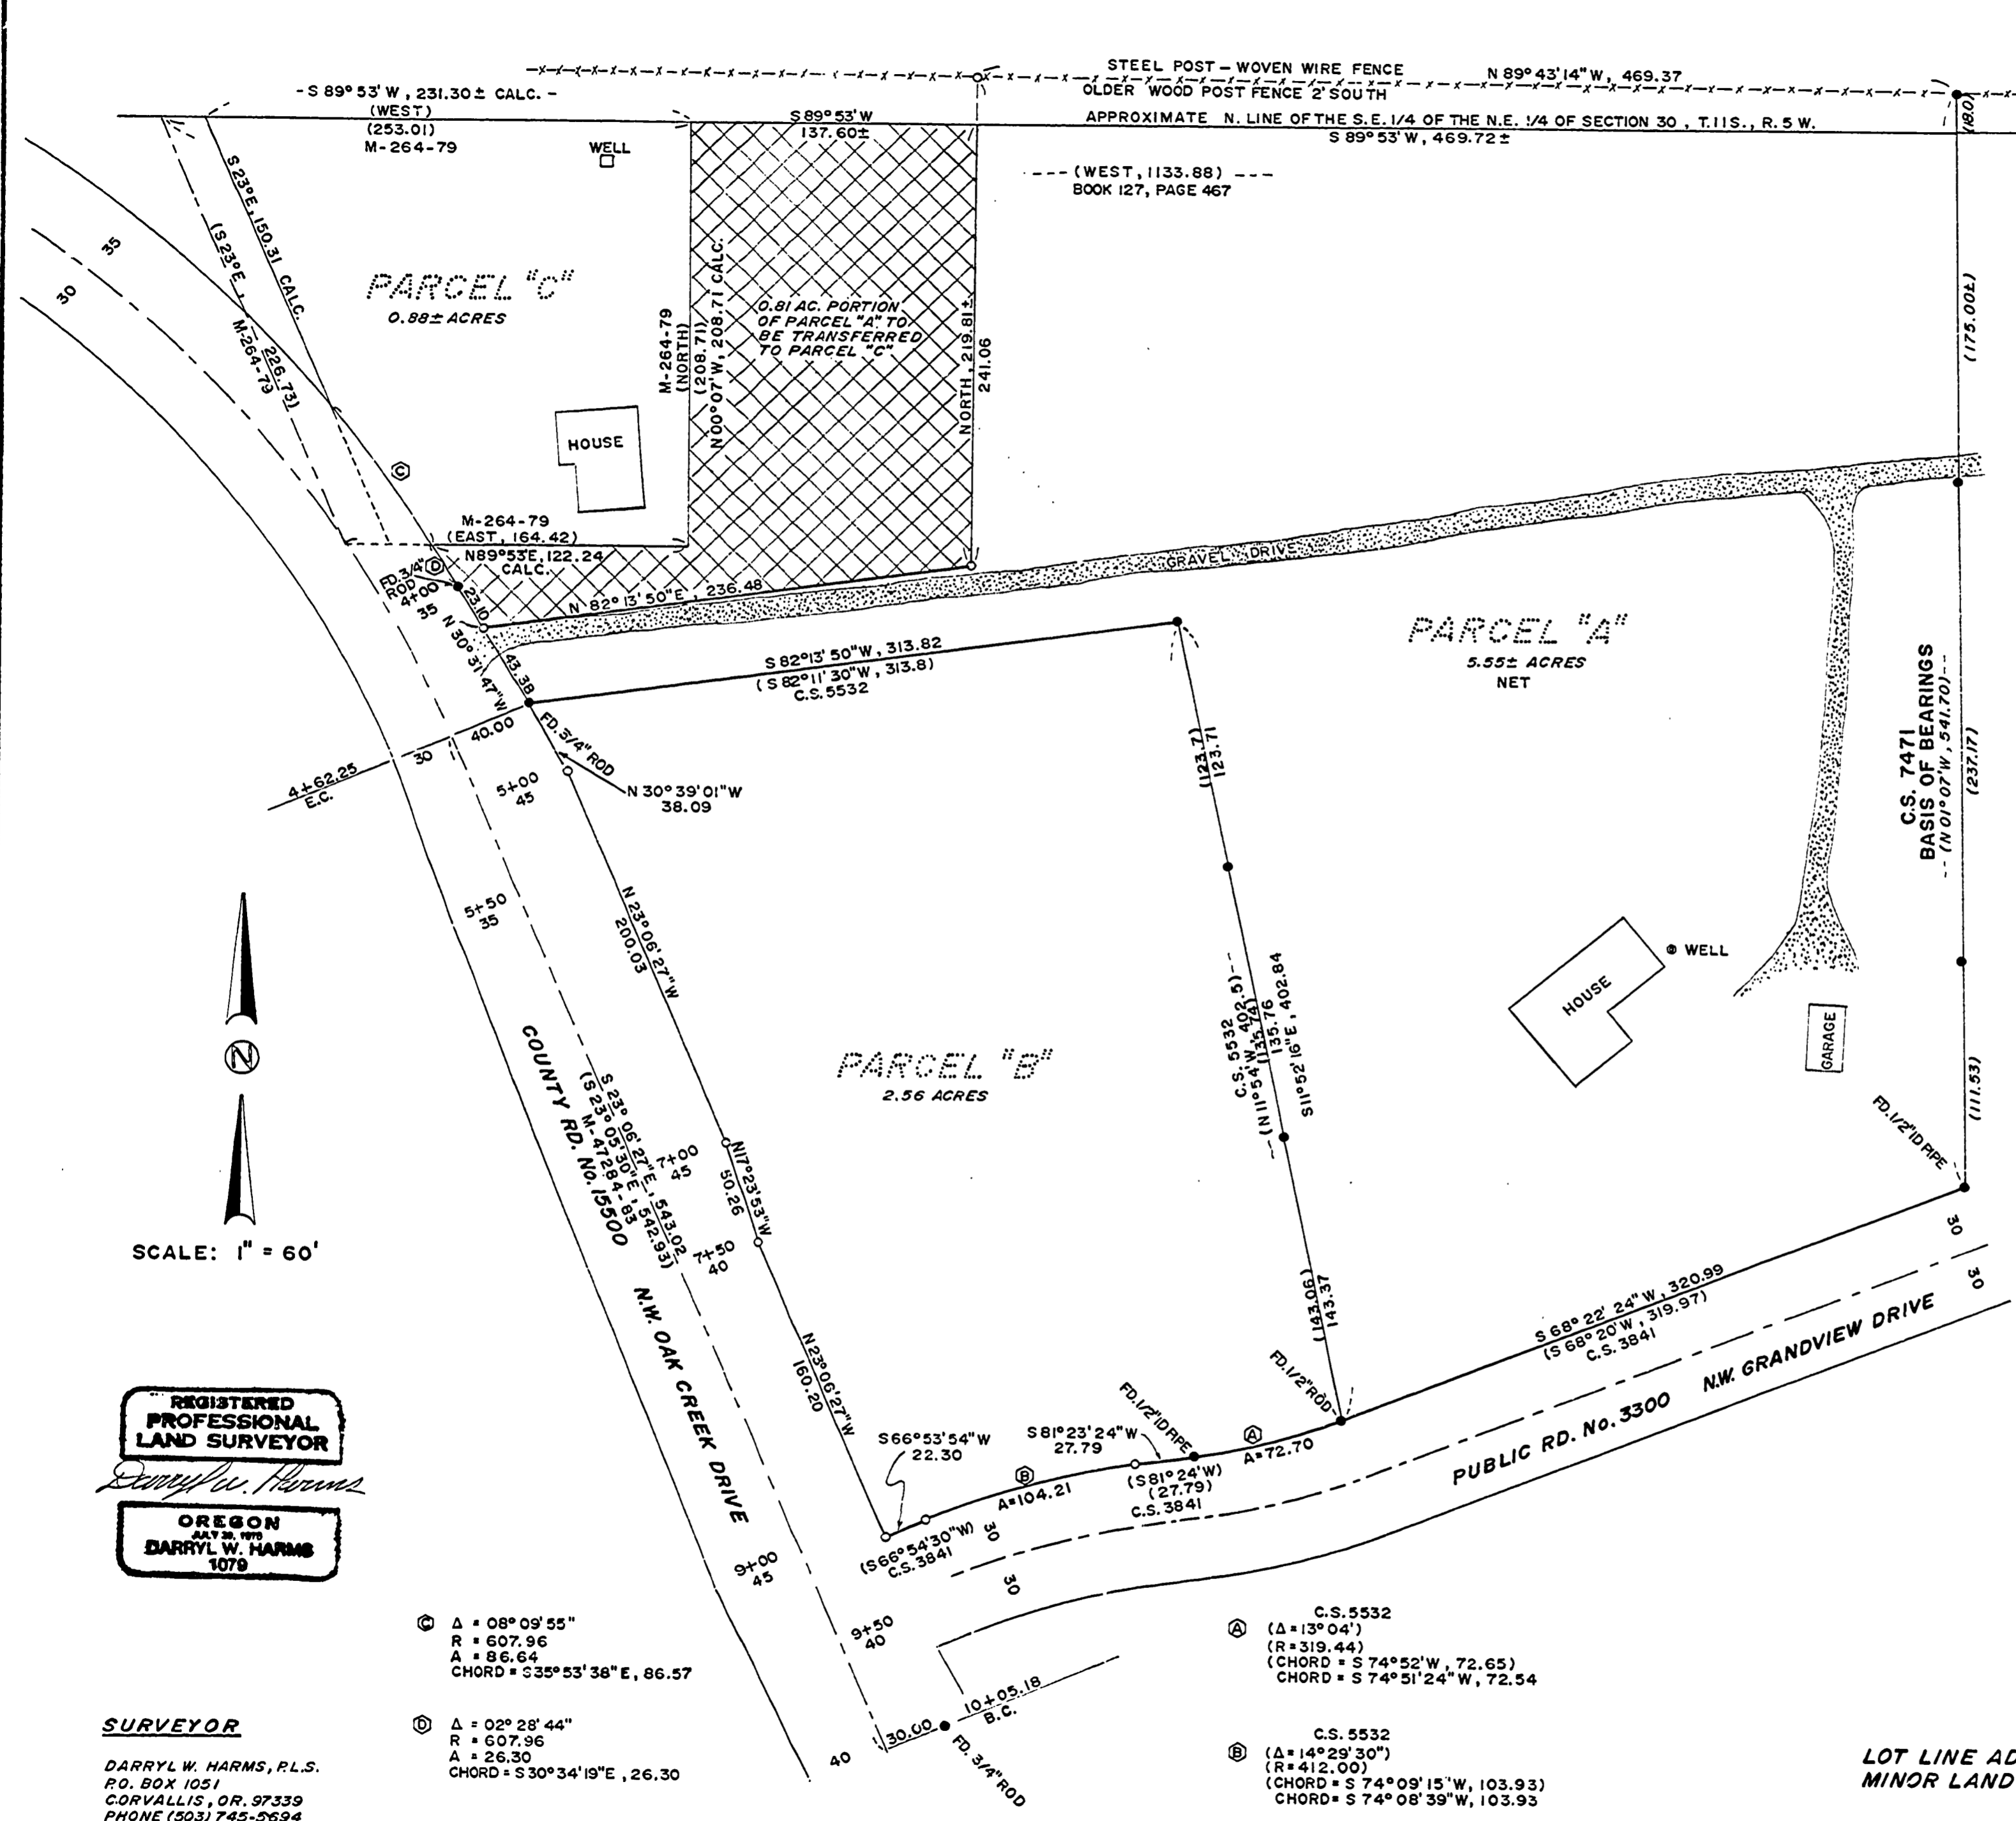 STEEL POST – WOVEN WIRE FENCE
N 89° 43' 14" W, 469.37
OLDER WOOD POST FENCE 2' SOUTH
- S 89° 53' W, 231.30 ± CALC. -
(WEST)
(253.01)
M-264-79
S 89° 53' W
137.60 ±
APPROXIMATE N. LINE OF THE S.E. 1/4 OF THE N.E. 1/4 OF SECTION 30, T.11S., R. 5 W.
S 89° 53' W, 469.72 ±
(18.0)
WELL
--- (WEST, 1133.88) ---
BOOK 127, PAGE 467
S 23° E, 150.31 CALC.
(S 23° E, 226.73)
M-264-79
35
30
PARCEL "C"
0.88± ACRES
M-264-79
(NORTH)
(208.71)
N00°07'W, 208.71 CALC.
0.81 AC. PORTION
OF PARCEL "A" TO
BE TRANSFERRED
TO PARCEL "C"
NORTH, 219.81 ±
241.06
(175.00±)
HOUSE
C
M-264-79
(EAST, 164.42)
N89°53'E, 122.24
CALC.
FD. 3/4"
ROD
D
4+00
35
23.10
N 82° 13' 50" E, 236.48
GRAVEL DRIVE
N 30° 31' 47" W
43.38
S 82° 13' 50" W, 313.82
(S 82° 11' 30" W, 313.8)
C.S. 5532
PARCEL "A"
5.55± ACRES
NET
C.S. 7471
BASIS OF BEARINGS
--(N 01° 07' W, 541.70)--
(237.17)
40.00
30
4+62.25
E.C.
FD. 3/4" ROD
5+00
45
N 30° 39' 01" W
38.09
(123.7)
123.71
5+50
35
N 23° 06' 27" W
200.03
WELL
HOUSE
GARAGE
C.S. 5532
(N 11° 54' W, 402.5)--
(135.74)
135.76
S 11° 52' 16" E, 402.84
PARCEL "B"
2.56 ACRES
(111.53)
FD. 1/2" ID PIPE
N
SCALE: 1" = 60'
COUNTY RD. No. 15500
S 23° 06' 27" E, 543.02
(S 23° 05' 30" E, 542.93)
M-47284-83
7+00
45
N17° 23' 53" W
50.26
7+50
40
N.W. OAK CREEK DRIVE
N 23° 06' 27" W
160.20
(143.06)
143.37
30
30
S 68° 22' 24" W, 320.99
(S 68° 20' W, 319.97)
C.S. 3841
N.W. GRANDVIEW DRIVE
PUBLIC RD. No. 3300
FD. 1/2" ROD
FD. 1/2" ID PIPE
S 66° 53' 54" W
22.30
S 81° 23' 24" W
27.79
A
A = 72.70
B
A = 104.21
(S 81° 24' W)
(27.79)
C.S. 3841
(S 66° 54' 30" W)
C.S. 3841
30
30
REGISTERED
PROFESSIONAL
LAND SURVEYOR
Darryl W. Harms
OREGON
DARRYL W. HARMS
1079
9+00
45
9+50
40
10+05.18
B.C.
30.00
FD. 3/4" ROD
40
C
Δ = 08° 09' 55"
R = 607.96
A = 86.64
CHORD = S 35° 53' 38" E, 86.57
D
Δ = 02° 28' 44"
R = 607.96
A = 26.30
CHORD = S 30° 34' 19" E, 26.30
C.S. 5532
A
(Δ = 13° 04')
(R = 319.44)
(CHORD = S 74° 52' W, 72.65)
CHORD = S 74° 51' 24" W, 72.54
C.S. 5532
B
(Δ = 14° 29' 30")
(R = 412.00)
(CHORD = S 74° 09' 15" W, 103.93)
CHORD = S 74° 08' 39" W, 103.93
SURVEYOR
DARRYL W. HARMS, P.L.S.
P.O. BOX 1051
CORVALLIS, OR. 97339
PHONE (503) 745-5694
LOT LINE AD
MINOR LAND